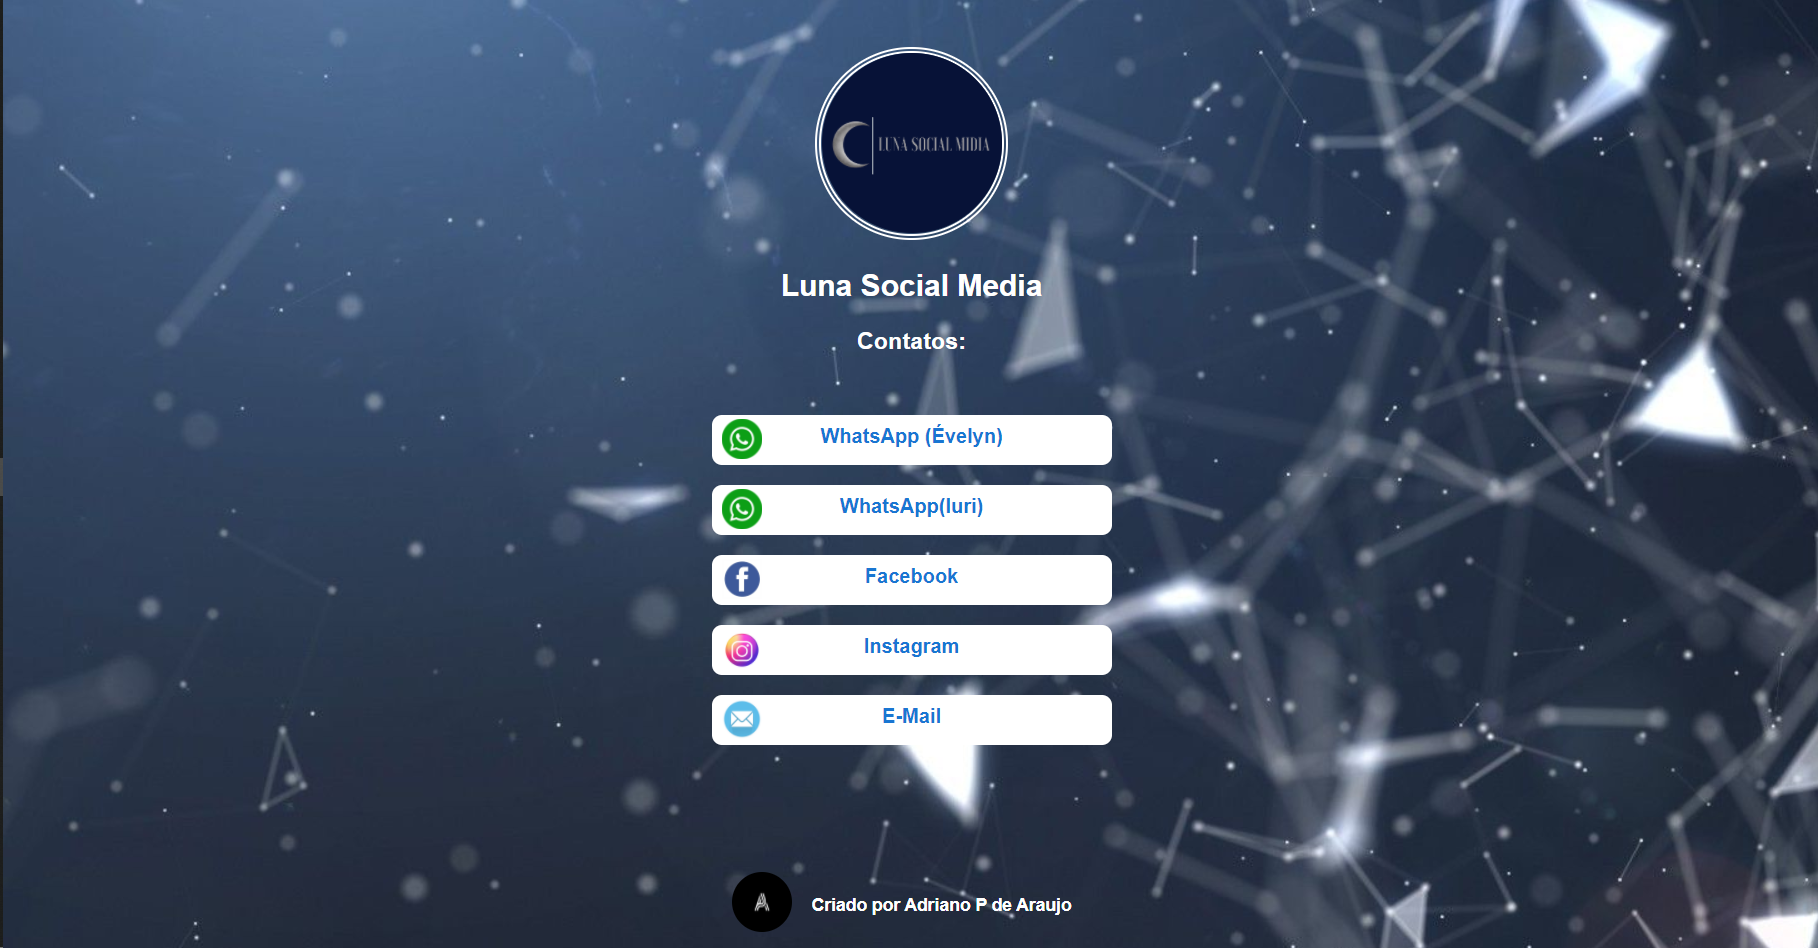 LUNA SOCIAL MIDIA
Luna Social Media
Contatos:
WhatsApp (Évelyn)
WhatsApp(Iuri)
Facebook
Instagram
E-Mail
A
Criado por Adriano P de Araujo